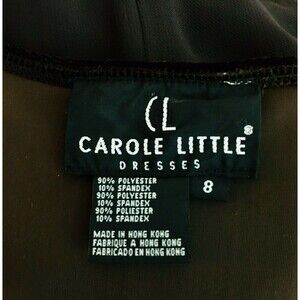 CL
CAROLE LITTLE®
DRESSES
90% POLYESTER
10% SPANDEX
90% POLYESTER
10% SPANDEX
90% POLIESTER
10% SPANDEX
8
MADE IN HONG KONG
FABRIQUE A HONG KONG
FABRICADO EN HONG KONG